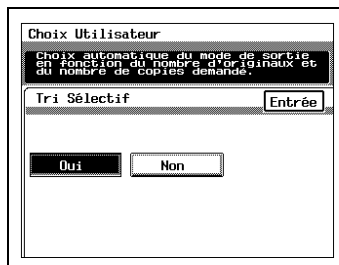 Choix Utilisateur
Choix automatique du mode de sortie
en fonction du nombre d'originaux et
du nombre de copies demande.
Tri Sélectif
Entrée
Oui Non